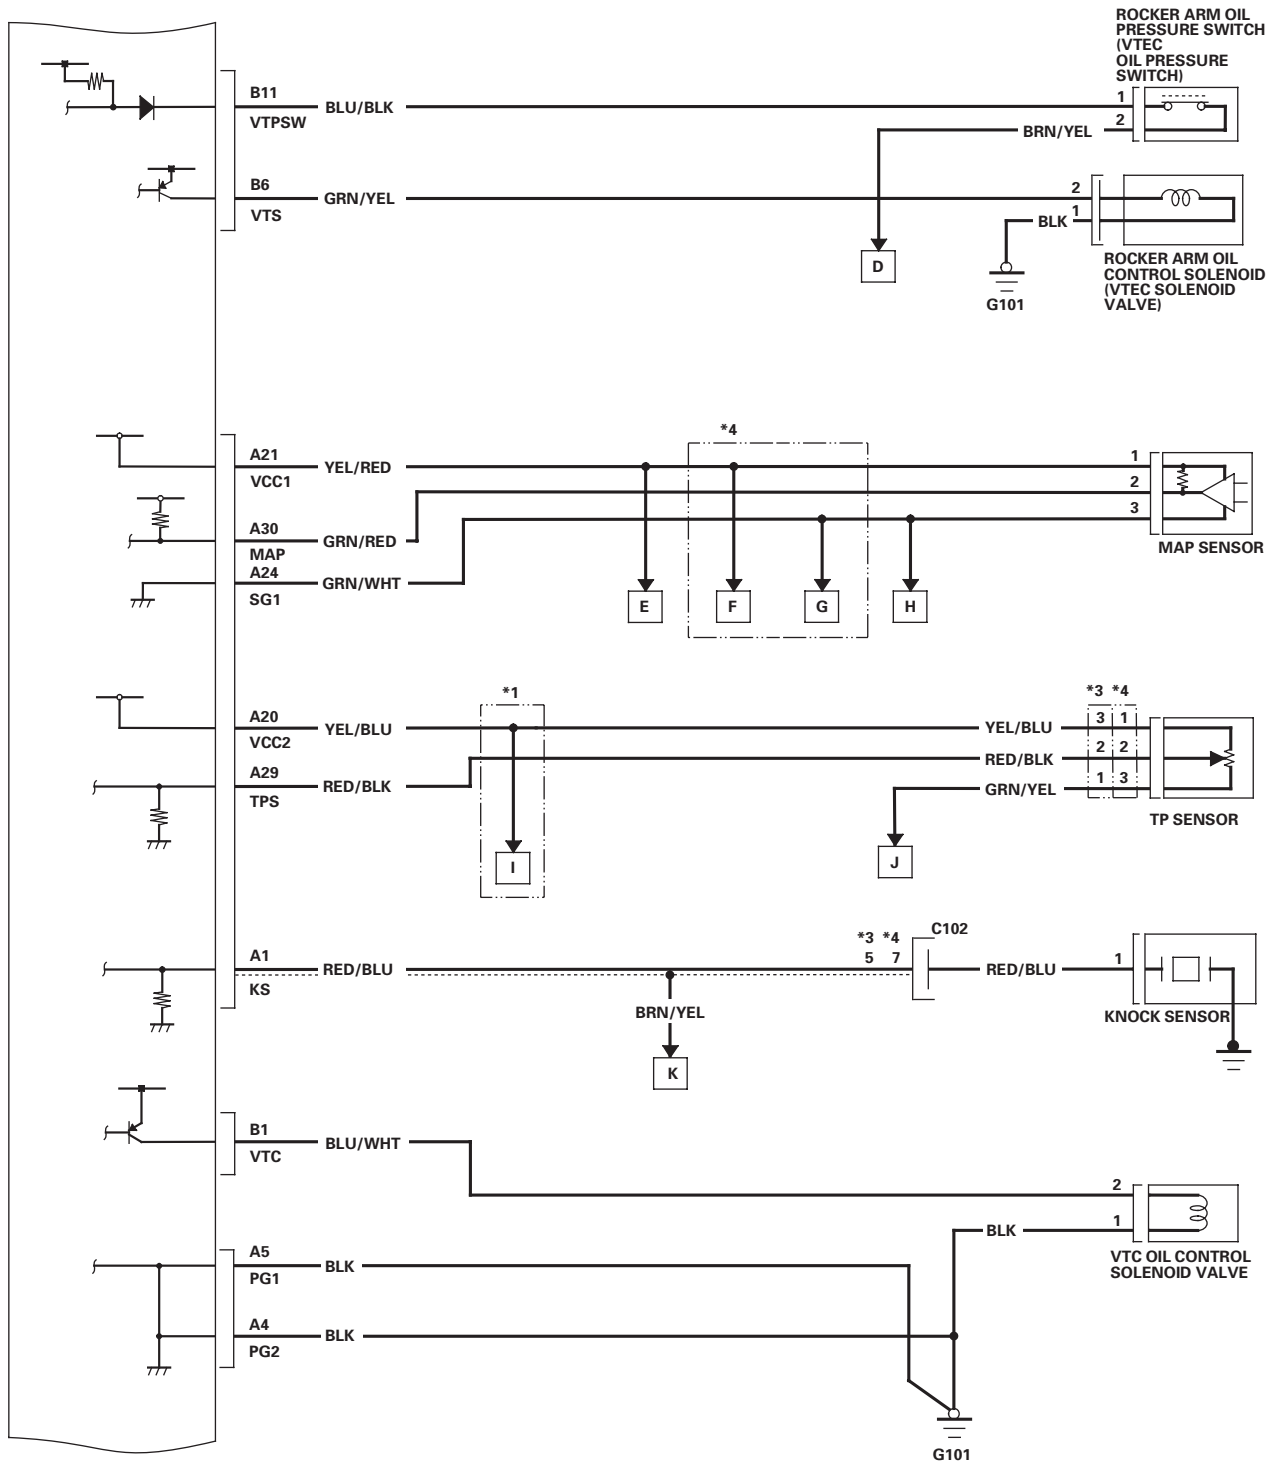 ROCKER ARM OIL
PRESSURE SWITCH
(VTEC
OIL PRESSURE
SWITCH)
B11
VTPSW
BLU/BLK
1
2
BRN/YEL
B6
VTS
GRN/YEL
2
1
BLK
D
G101
ROCKER ARM OIL
CONTROL SOLENOID
(VTEC SOLENOID
VALVE)
*4
A21
VCC1
YEL/RED
1
2
3
A30
MAP
GRN/RED
A24
SG1
GRN/WHT
MAP SENSOR
E
F
G
H
*1
*3 *4
A20
VCC2
YEL/BLU
YEL/BLU
3 1
RED/BLK
2 2
A29
TPS
RED/BLK
GRN/YEL
1 3
TP SENSOR
I
J
*3 *4
C102
5 7
A1
KS
RED/BLU
RED/BLU
1
BRN/YEL
KNOCK SENSOR
K
B1
VTC
BLU/WHT
2
1
BLK
VTC OIL CONTROL
SOLENOID VALVE
A5
PG1
BLK
A4
PG2
BLK
G101